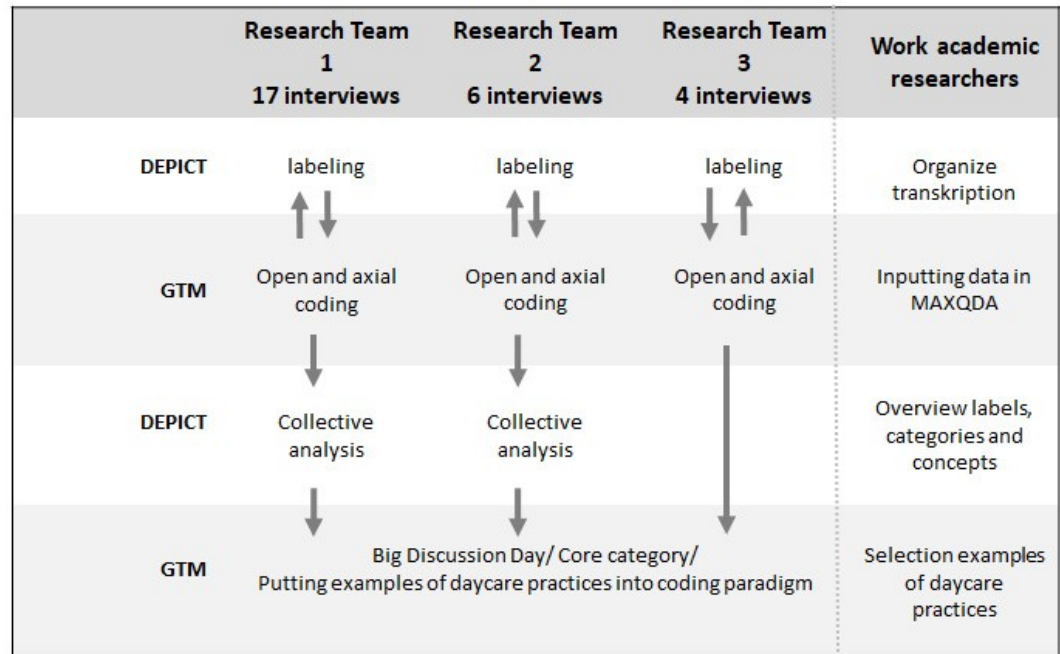 Research Team
1
17 interviews
Research Team
2
6 interviews
Research Team
3
4 interviews
Work academic
researchers
DEPICT
labeling
labeling
labeling
Organize
transkription
GTM
Open and axial
coding
Open and axial
coding
Open and axial
coding
Inputting data in
MAXQDA
DEPICT
Collective
analysis
Collective
analysis
Overview labels,
categories and
concepts
GTM
Big Discussion Day/ Core category/
Putting examples of daycare practices into coding paradigm
Selection examples
of daycare
practices